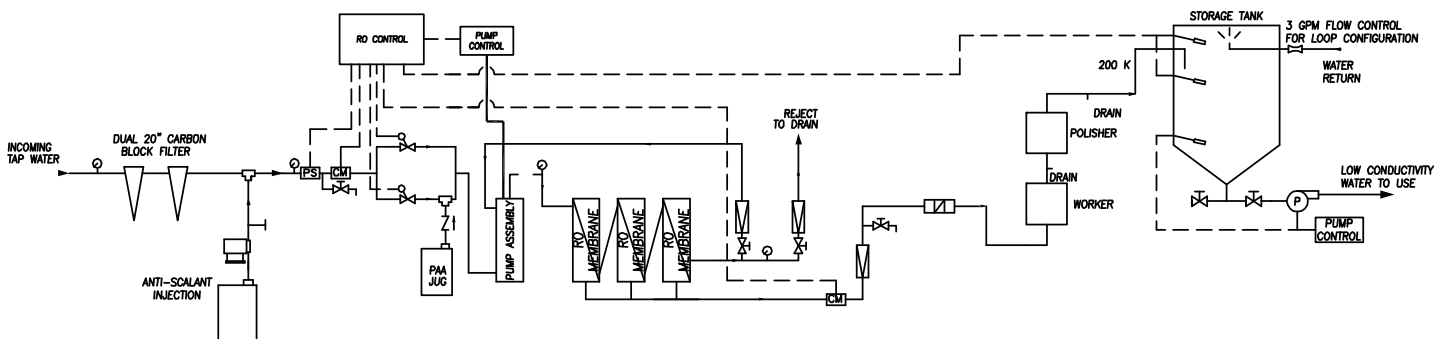 INCOMING
TAP WATER
DUAL 20" CARBON
BLOCK FILTER
ANTI-SCALANT
INJECTION
PS
CM
RO CONTROL
PUMP
CONTROL
PAA
JUG
PUMP ASSEMBLY
RO
MEMBRANE
RO
MEMBRANE
RO
MEMBRANE
REJECT
TO DRAIN
CM
WORKER
DRAIN
POLISHER
DRAIN
200 K
STORAGE TANK
3 GPM FLOW CONTROL
FOR LOOP CONFIGURATION
WATER
RETURN
LOW CONDUCTIVITY
WATER TO USE
P
PUMP
CONTROL